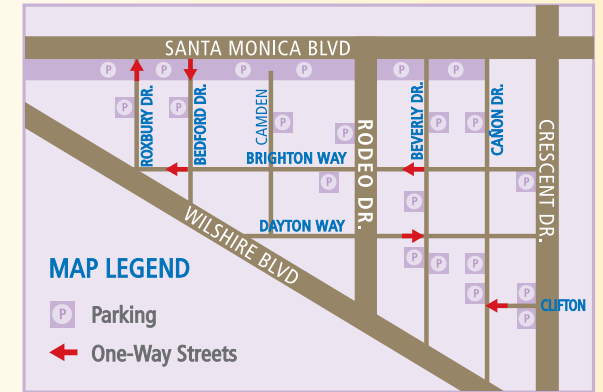 SANTA MONICA BLVD
P P P P P P
ROXBURY DR.
P
BEDFORD DR.
P
CAMDEN
P
P
RODEO DR.
BEVERLY DR.
P
CAÑON DR.
P
CRESCENT DR.
BRIGHTON WAY
P
P
P
DAYTON WAY
WILSHIRE BLVD
P
P
P
P
P
P
CLIFTON
MAP LEGEND
P Parking
One-Way Streets